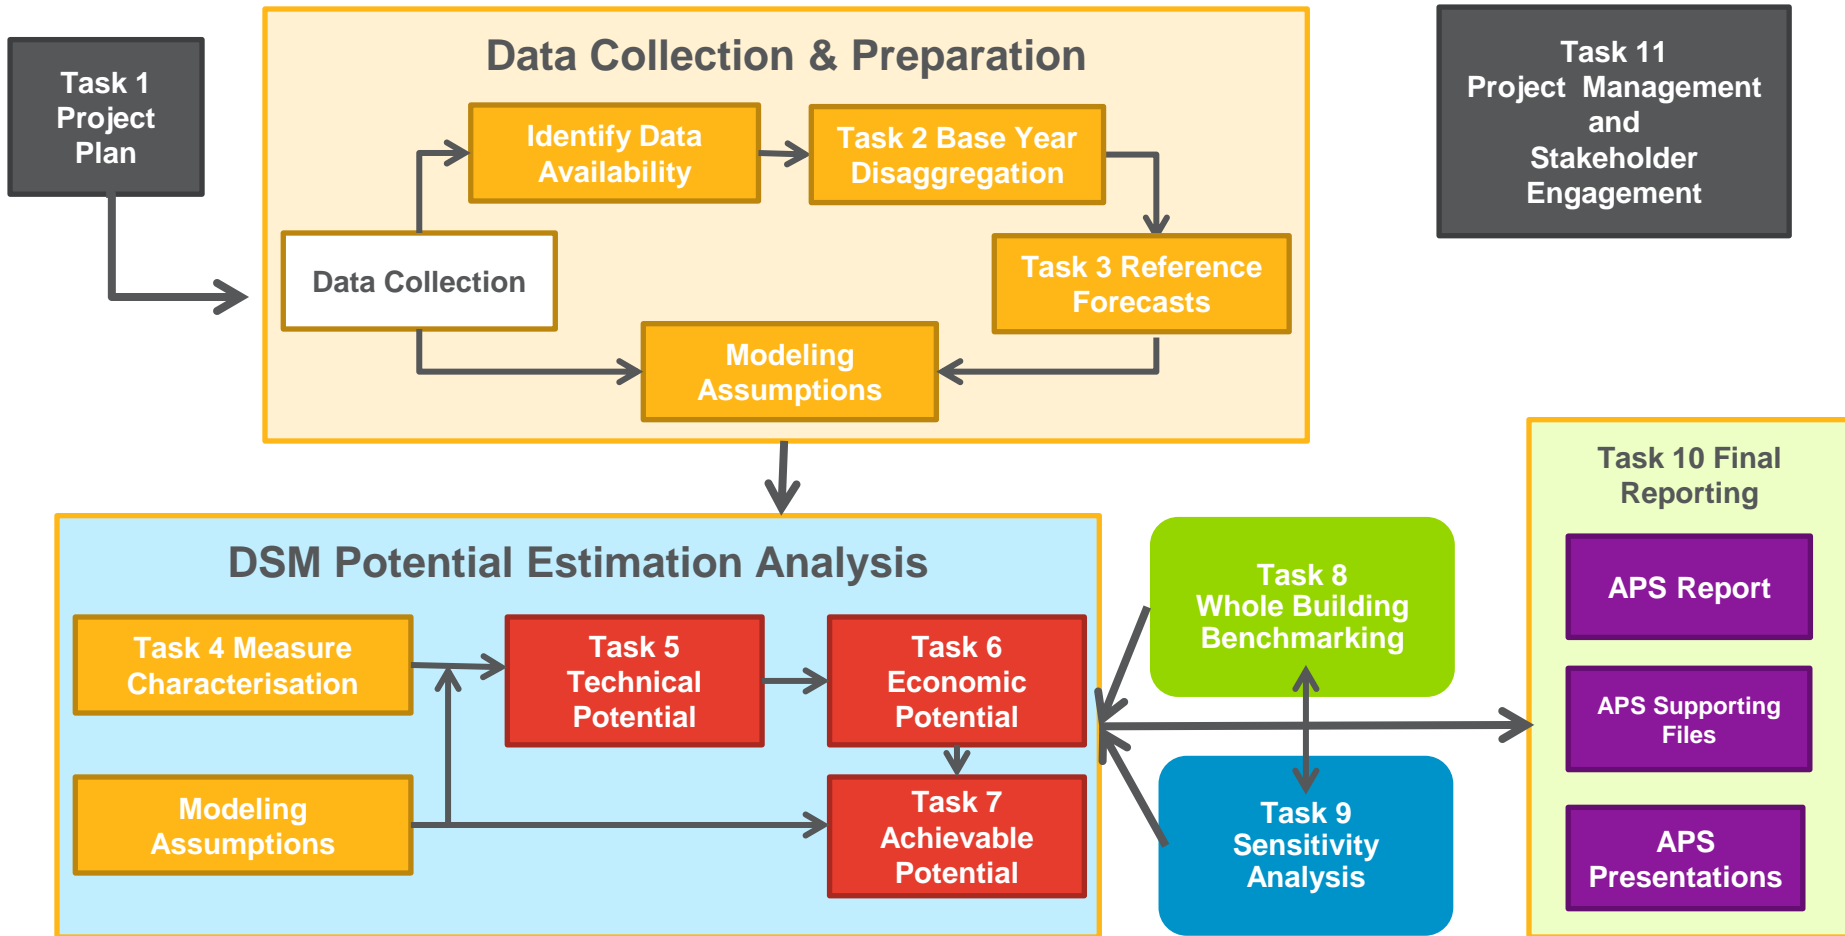 Task 1
Project
Plan
Data Collection & Preparation
Identify Data
Availability
Task 2 Base Year
Disaggregation
Data Collection
Task 3 Reference
Forecasts
Modeling
Assumptions
Task 11
Project Management
and
Stakeholder
Engagement
DSM Potential Estimation Analysis
Task 4 Measure
Characterisation
Task 5
Technical
Potential
Task 6
Economic
Potential
Modeling
Assumptions
Task 7
Achievable
Potential
Task 8
Whole Building
Benchmarking
Task 9
Sensitivity
Analysis
Task 10 Final
Reporting
APS Report
APS Supporting
Files
APS
Presentations